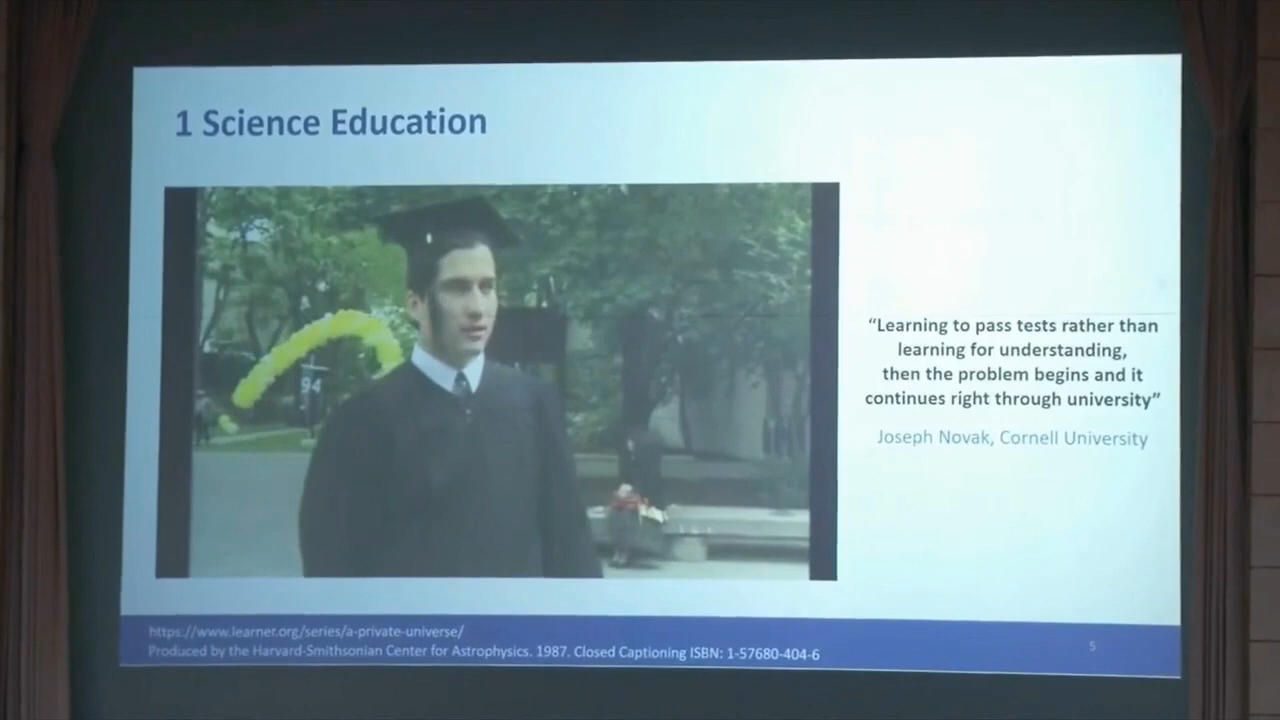 1 Science Education
94
“Learning to pass tests rather than
learning for understanding,
then the problem begins and it
continues right through university”
Joseph Novak, Cornell University
https://www.learner.org/series/a-private-universe/
Produced by the Harvard-Smithsonian Center for Astrophysics. 1987. Closed Captioning ISBN: 1-57680-404-6
5